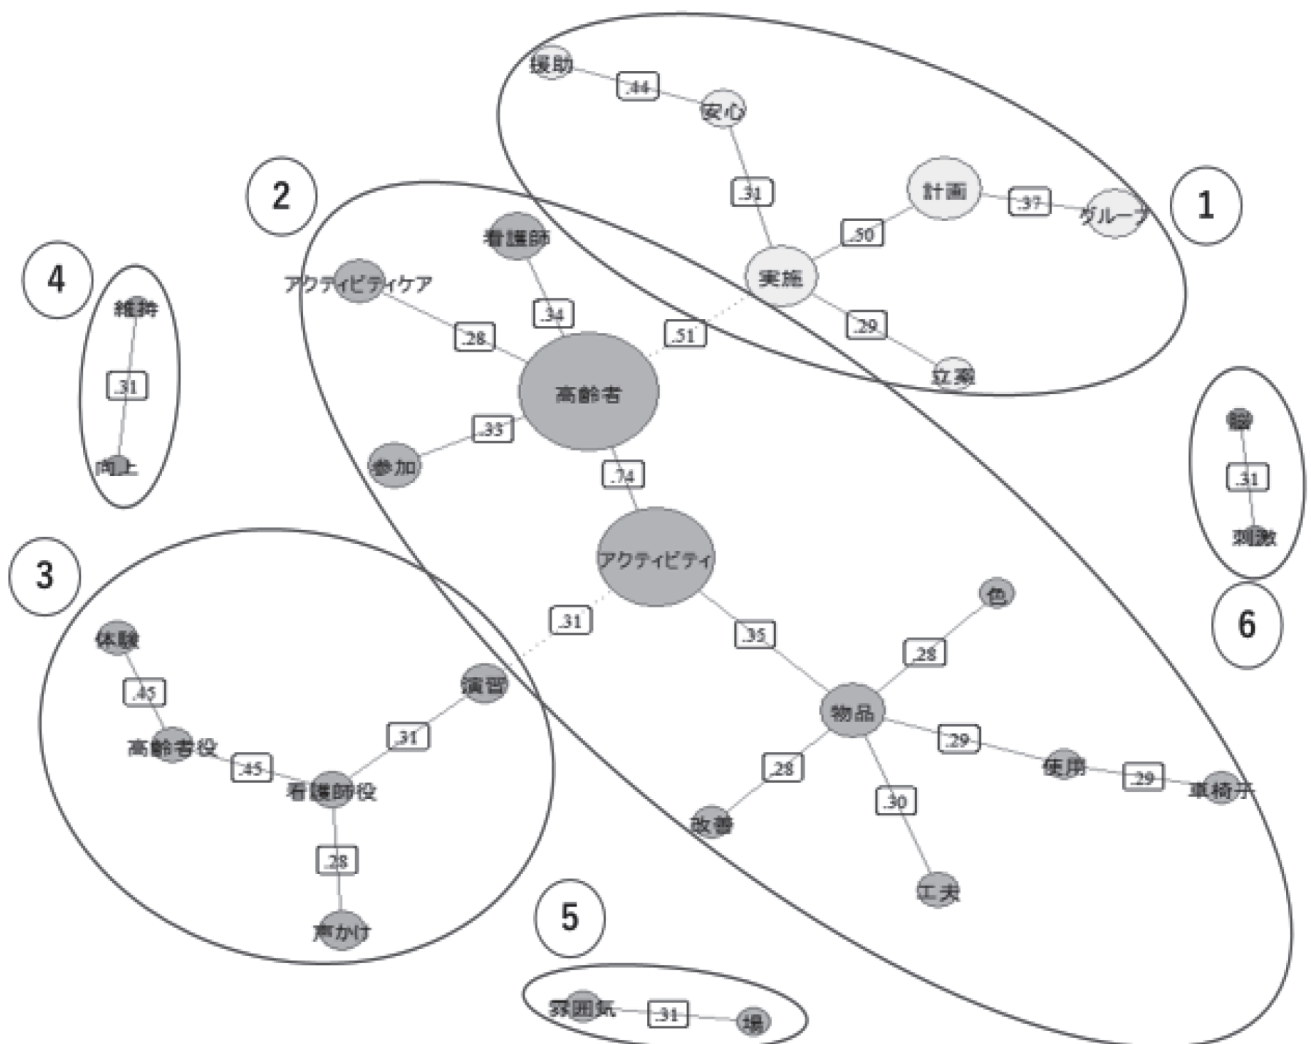 援助
.44
安心
.31
計画
.37
グループ
1
.50
2
看護師
実施
アクティビティケア
4
維持
.34
.29
.28
.51
立案
.31
高齢者
脳
.33
参加
.74
向上
.31
刺激
アクティビティ
3
色
6
.31
.35
体験
.28
演習
.45
物品
高齢者役
.31
.29
.45
.28
使用
.29
看護師役
車椅子
.30
改善
.28
工夫
5
声かけ
雰囲気
.31
場